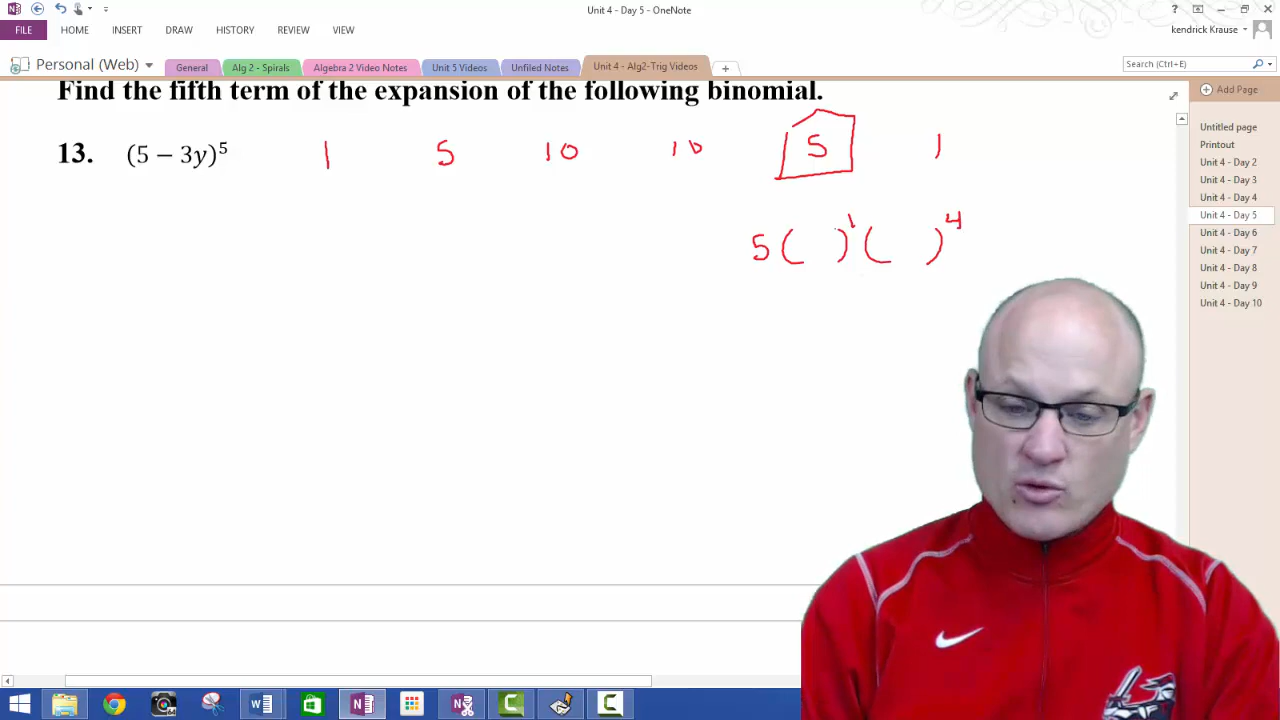 Unit 4 - Day 5 - OneNote
?
FILE HOME INSERT DRAW HISTORY REVIEW VIEW
kendrick Krause
Personal (Web) General Alg 2 - Spirals Algebra 2 Video Notes Unit 5 Videos Unfiled Notes Unit 4 - Alg2-Trig Videos +
Search (Ctrl+E)
Find the fifth term of the expansion of the following binomial.
13. (5 − 3y)⁵ 1 5 10 10 5 1
5( )¹( )⁴
Add Page
Untitled page
Printout
Unit 4 - Day 2
Unit 4 - Day 3
Unit 4 - Day 4
Unit 4 - Day 5
Unit 4 - Day 6
Unit 4 - Day 7
Unit 4 - Day 8
Unit 4 - Day 9
Unit 4 - Day 10